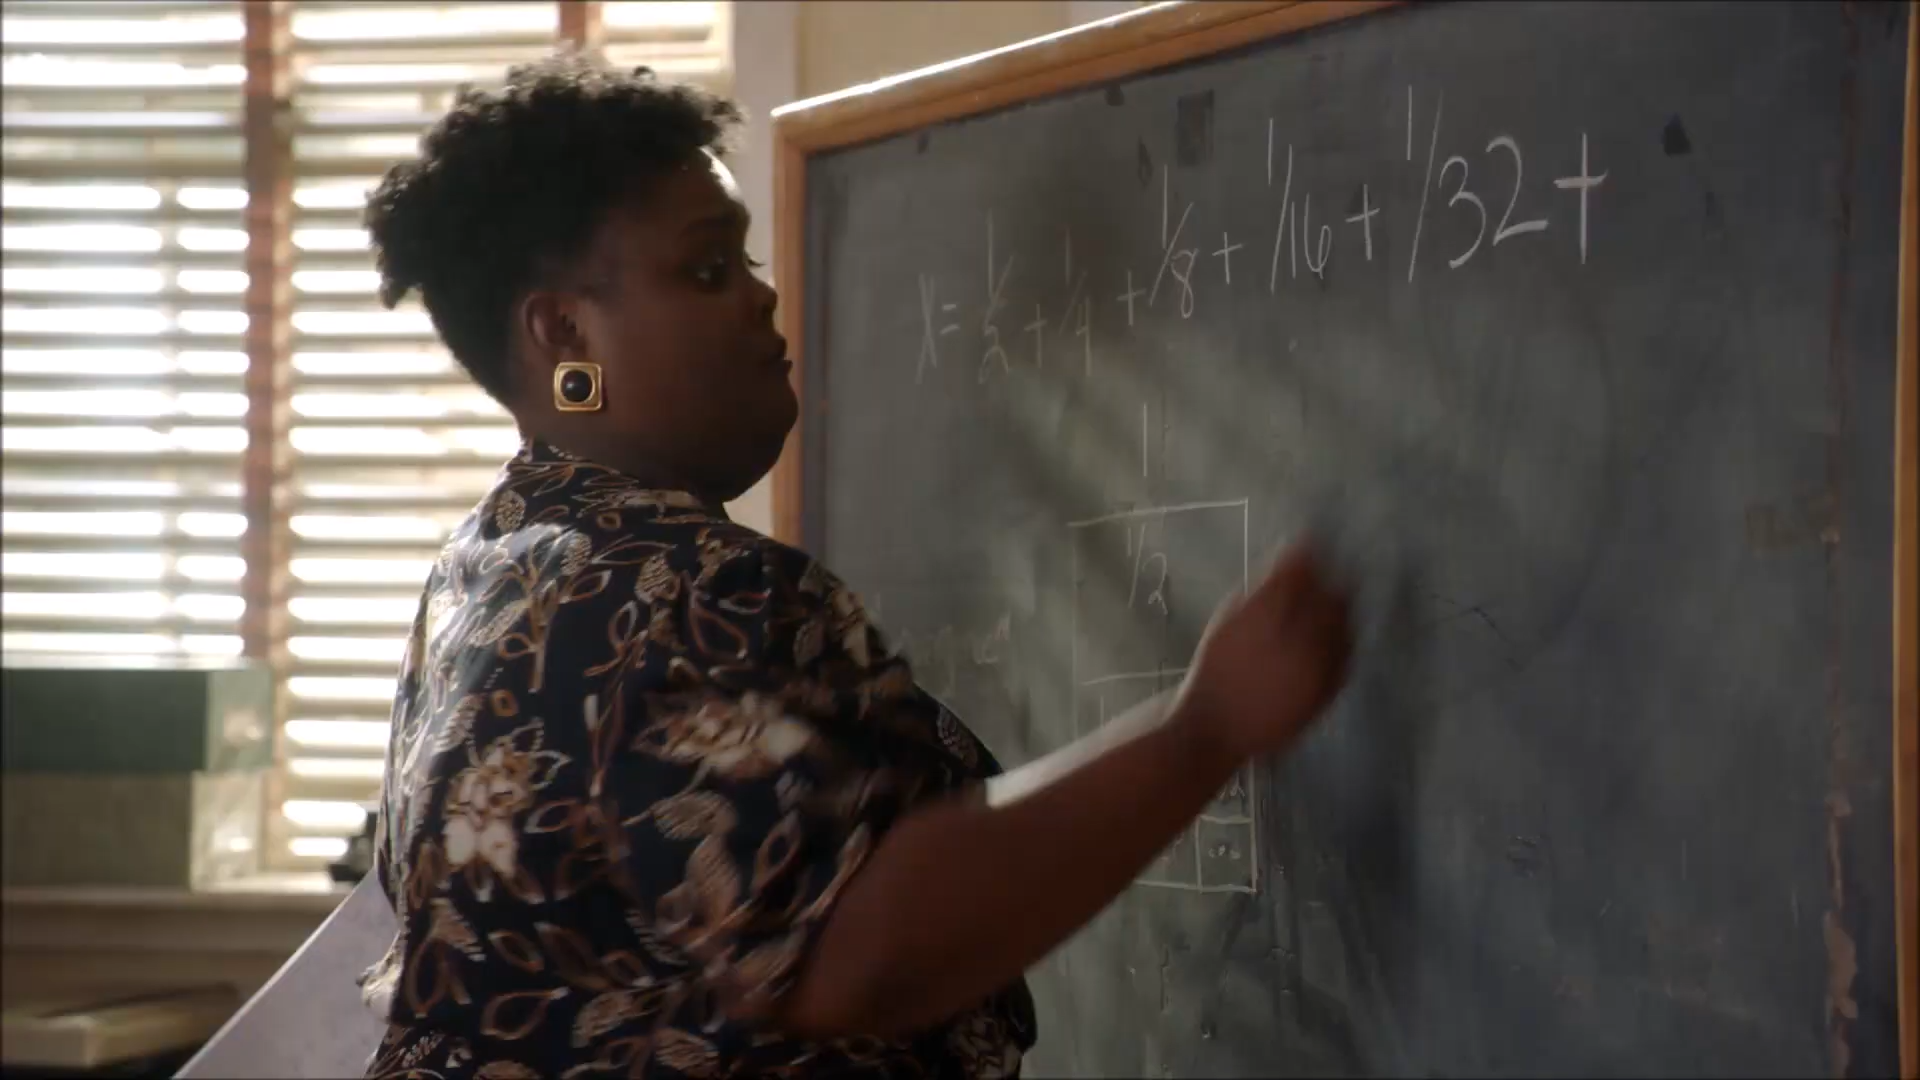 x = 1/2 + 1/4 + 1/8 + 1/16 + 1/32 +
1
1/2